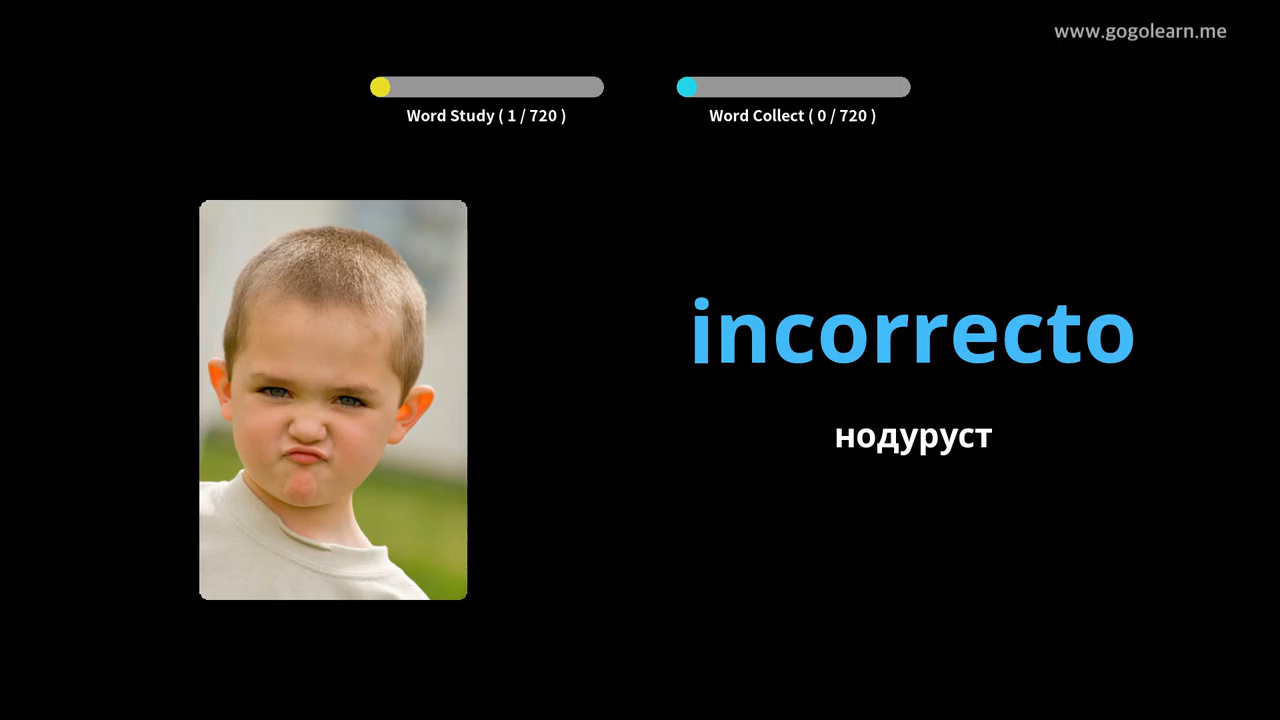 www.gogolearn.me
Word Study ( 1 / 720 )
Word Collect ( 0 / 720 )
incorrecto
нодуруст